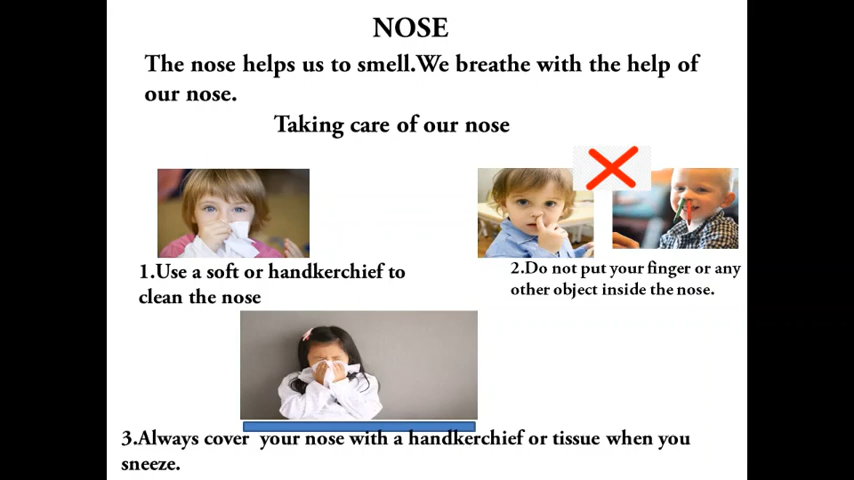 NOSE
The nose helps us to smell.We breathe with the help of
our nose.
Taking care of our nose
1.Use a soft or handkerchief to
clean the nose
2.Do not put your finger or any
other object inside the nose.
3.Always cover your nose with a handkerchief or tissue when you
sneeze.